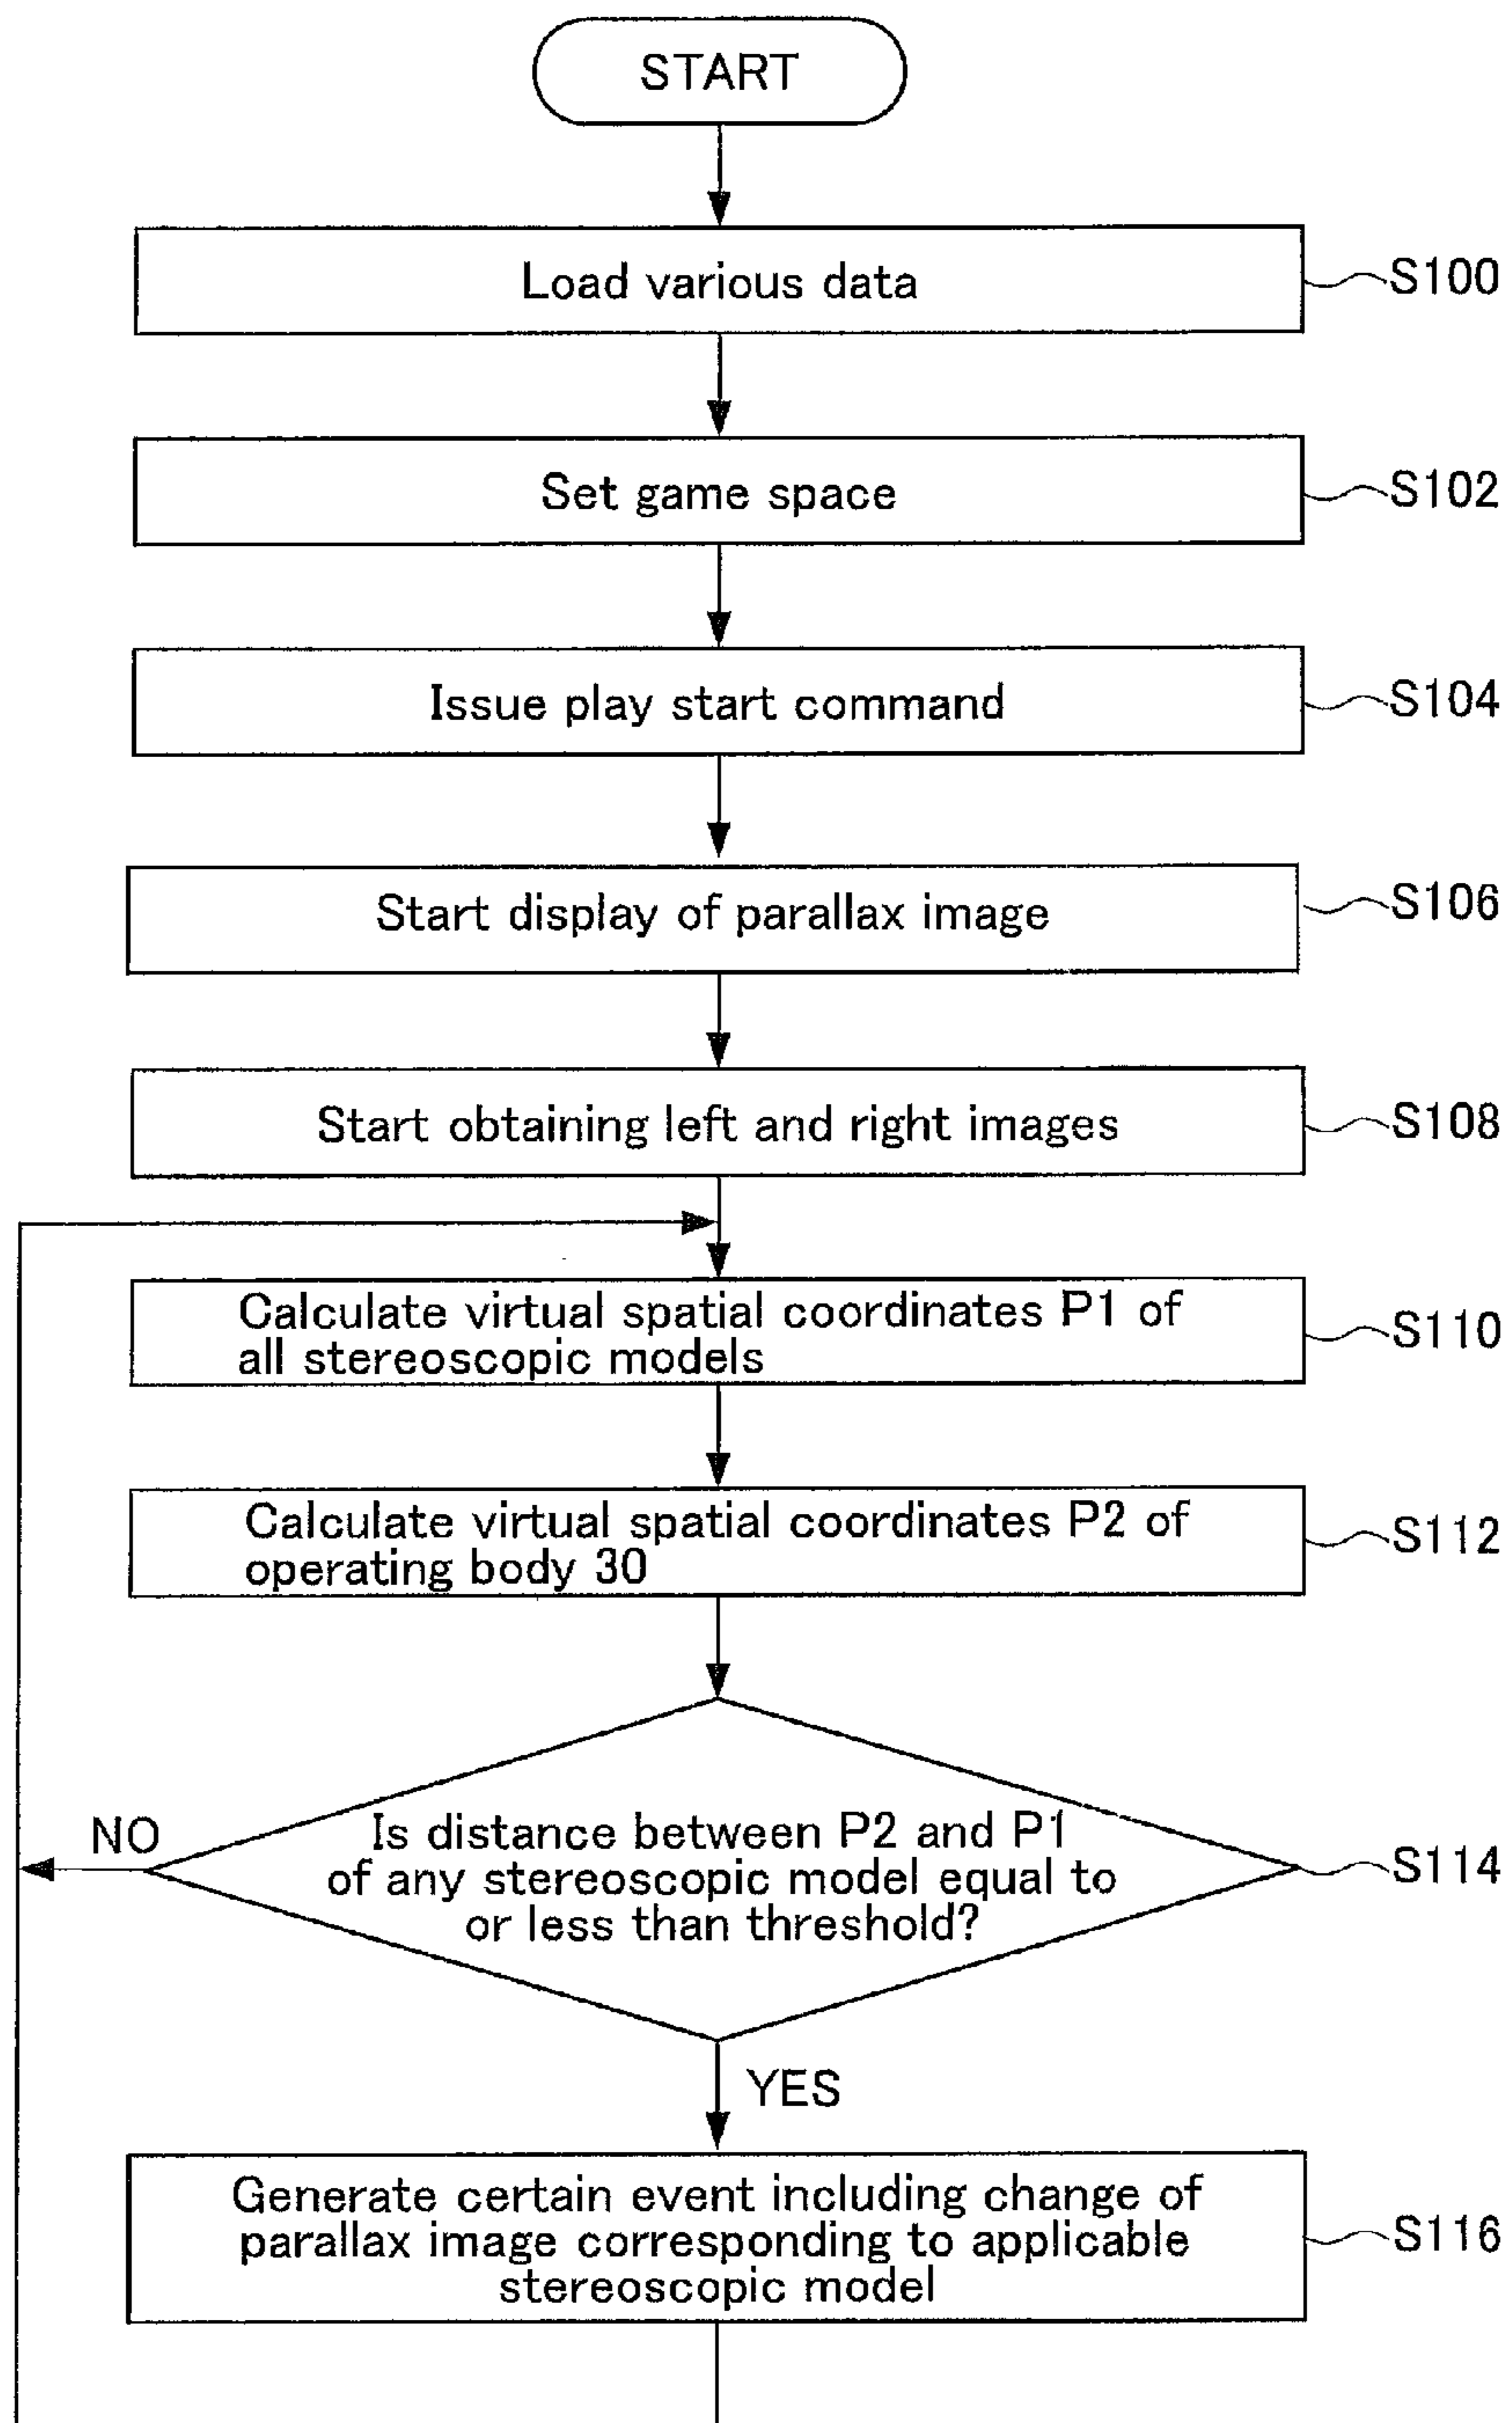 START
Load various data
S100
Set game space
S102
Issue play start command
S104
Start display of parallax image
S106
Start obtaining left and right images
S108
Calculate virtual spatial coordinates P1 of
all stereoscopic models
S110
Calculate virtual spatial coordinates P2 of
operating body 30
S112
NO
Is distance between P2 and P1
of any stereoscopic model equal to
or less than threshold?
S114
YES
Generate certain event including change of
parallax image corresponding to applicable
stereoscopic model
S116